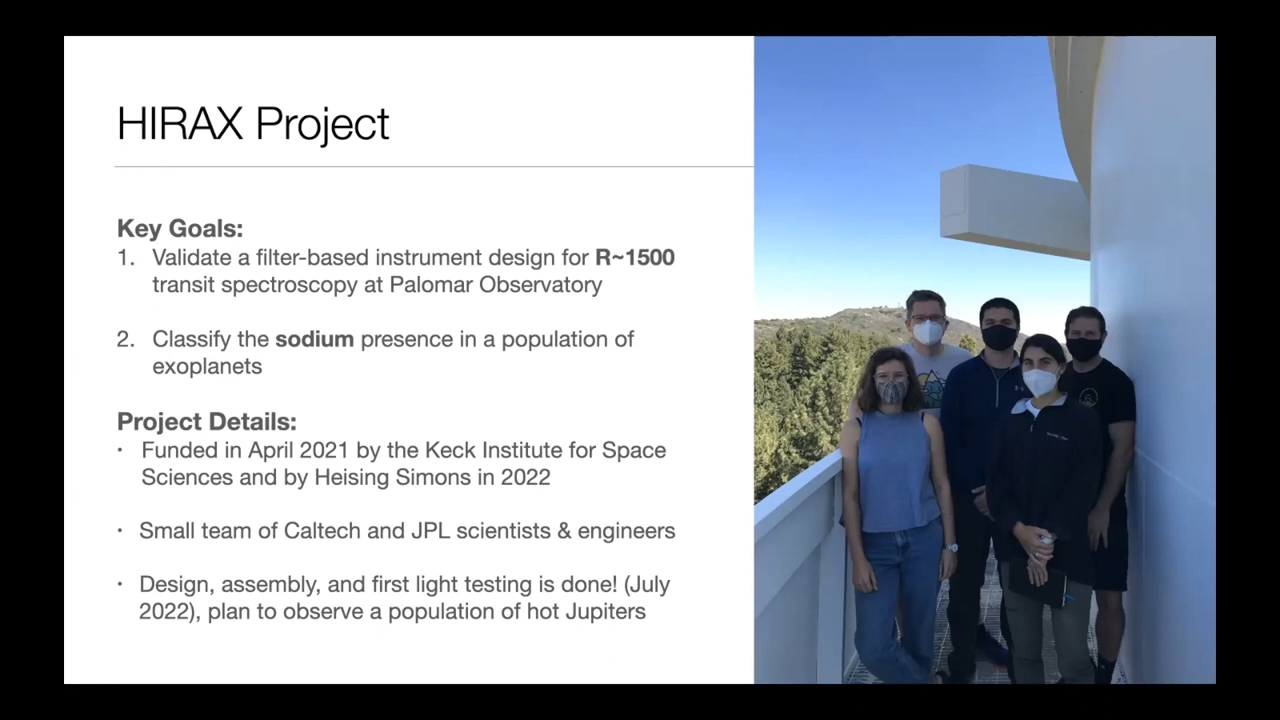 HIRAX Project
Key Goals:
1. Validate a filter-based instrument design for R~1500
transit spectroscopy at Palomar Observatory
2. Classify the sodium presence in a population of
exoplanets
Project Details:
· Funded in April 2021 by the Keck Institute for Space
Sciences and by Heising Simons in 2022
· Small team of Caltech and JPL scientists & engineers
· Design, assembly, and first light testing is done! (July
2022), plan to observe a population of hot Jupiters